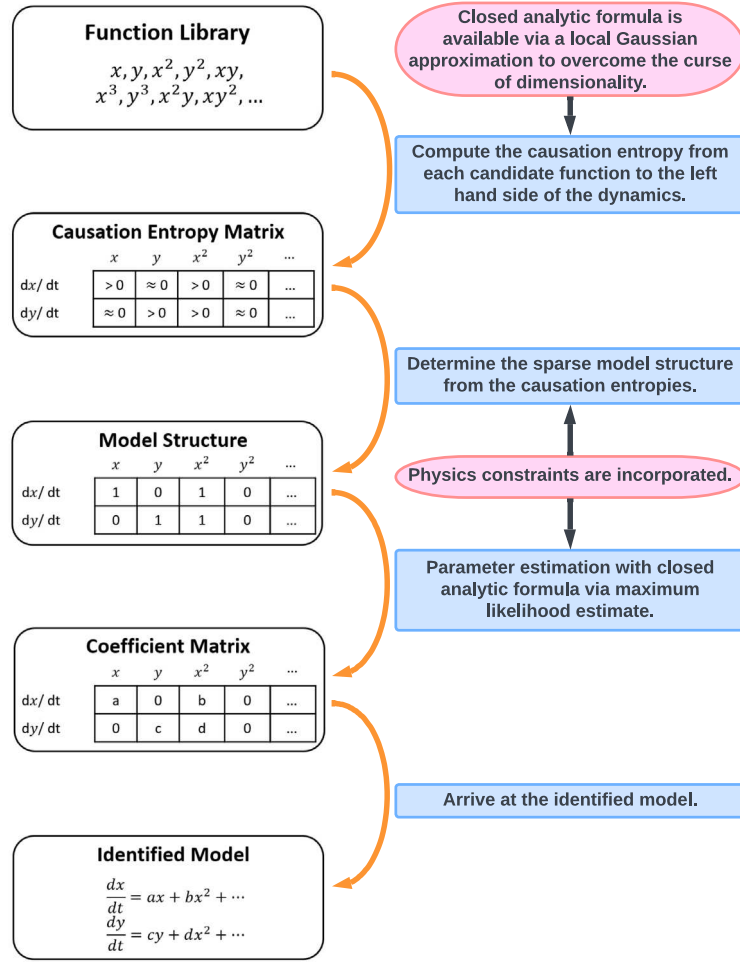 Function Library
x, y, x², y², xy,
x³, y³, x²y, xy², ...
Closed analytic formula is
available via a local Gaussian
approximation to overcome the curse
of dimensionality.
Compute the causation entropy from
each candidate function to the left
hand side of the dynamics.
Causation Entropy Matrix
x y x² y² ...
dx/ dt > 0 ≈ 0 > 0 ≈ 0 ...
dy/ dt ≈ 0 > 0 > 0 ≈ 0 ...
Determine the sparse model structure
from the causation entropies.
Model Structure
x y x² y² ...
dx/ dt 1 0 1 0 ...
dy/ dt 0 1 1 0 ...
Physics constraints are incorporated.
Parameter estimation with closed
analytic formula via maximum
likelihood estimate.
Coefficient Matrix
x y x² y² ...
dx/ dt a 0 b 0 ...
dy/ dt 0 c d 0 ...
Arrive at the identified model.
Identified Model
dx/dt = ax + bx² + ⋯
dy/dt = cy + dx² + ⋯